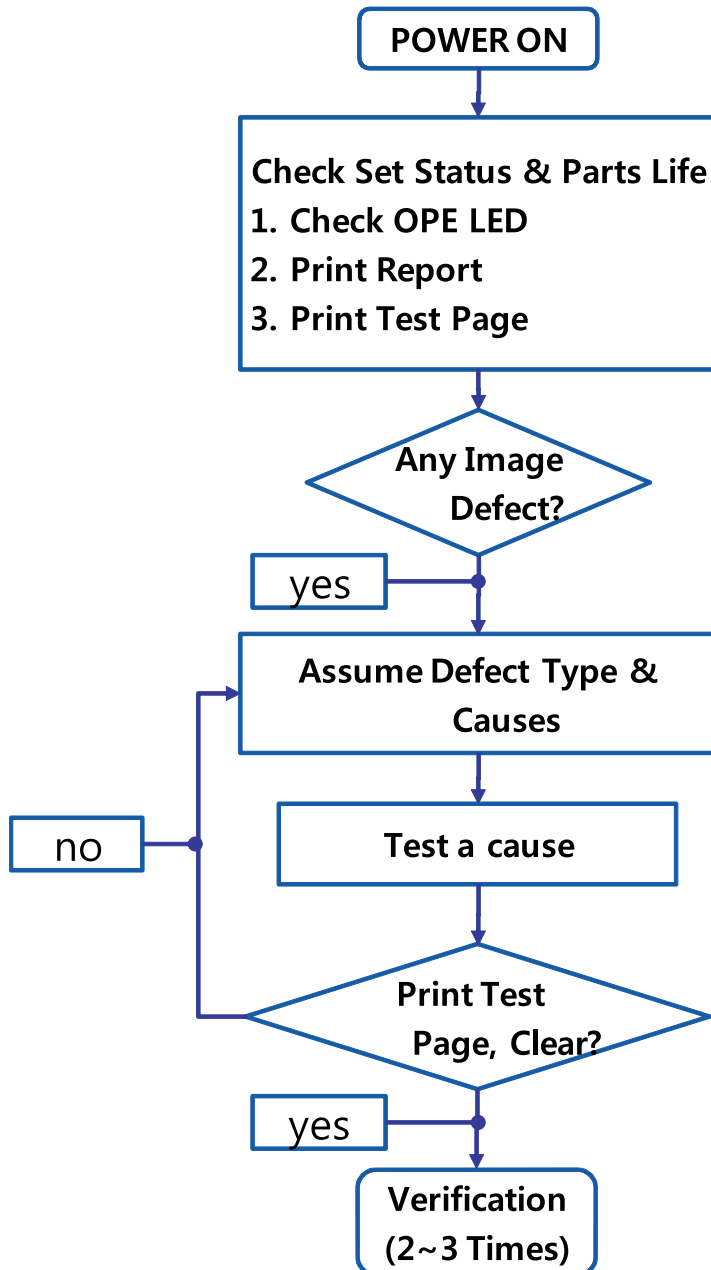 POWER ON
Check Set Status & Parts Life
1. Check OPE LED
2. Print Report
3. Print Test Page
Any Image
Defect?
yes
Assume Defect Type &
Causes
no
Test a cause
Print Test
Page, Clear?
yes
Verification
(2~3 Times)